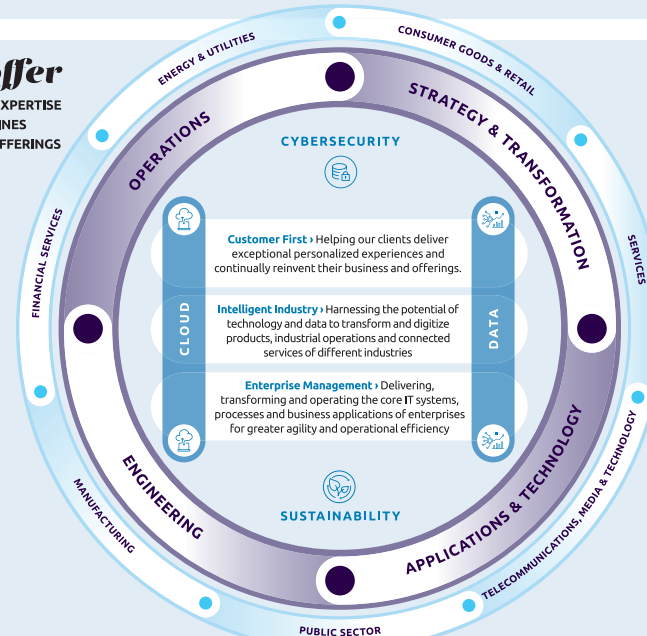 offer
EXPERTISE
INES
OFFERINGS
ENERGY & UTILITIES
CONSUMER GOODS & RETAIL
SERVICES
TELECOMMUNICATIONS, MEDIA & TECHNOLOGY
PUBLIC SECTOR
MANUFACTURING
FINANCIAL SERVICES
OPERATIONS
STRATEGY & TRANSFORMATION
APPLICATIONS & TECHNOLOGY
ENGINEERING
CYBERSECURITY
CLOUD
DATA
Customer First › Helping our clients deliver
exceptional personalized experiences and
continually reinvent their business and offerings.
Intelligent Industry › Harnessing the potential of
technology and data to transform and digitize
products, industrial operations and connected
services of different industries
Enterprise Management › Delivering,
transforming and operating the core IT systems,
processes and business applications of enterprises
for greater agility and operational efficiency
SUSTAINABILITY